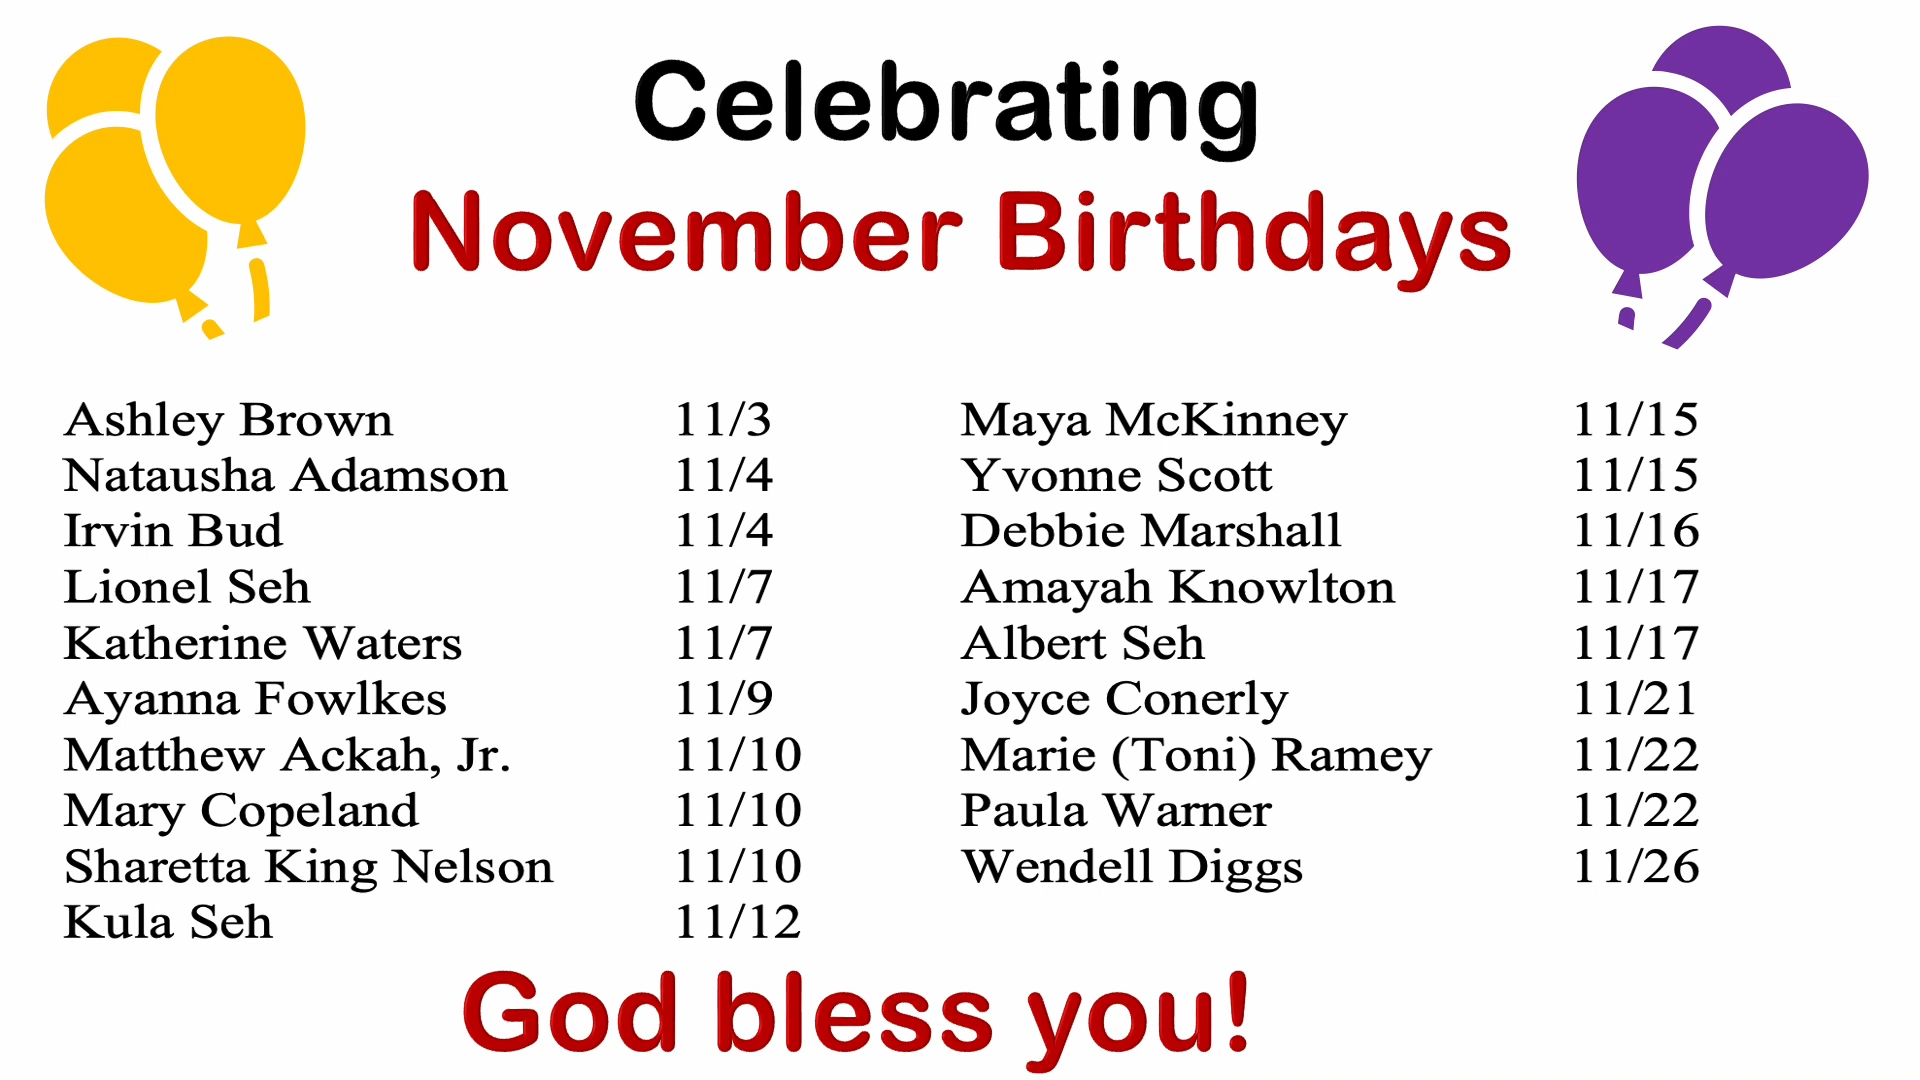 Celebrating
November Birthdays
Ashley Brown 11/3
Natausha Adamson 11/4
Irvin Bud 11/4
Lionel Seh 11/7
Katherine Waters 11/7
Ayanna Fowlkes 11/9
Matthew Ackah, Jr. 11/10
Mary Copeland 11/10
Sharetta King Nelson 11/10
Kula Seh 11/12
Maya McKinney 11/15
Yvonne Scott 11/15
Debbie Marshall 11/16
Amayah Knowlton 11/17
Albert Seh 11/17
Joyce Conerly 11/21
Marie (Toni) Ramey 11/22
Paula Warner 11/22
Wendell Diggs 11/26
God bless you!